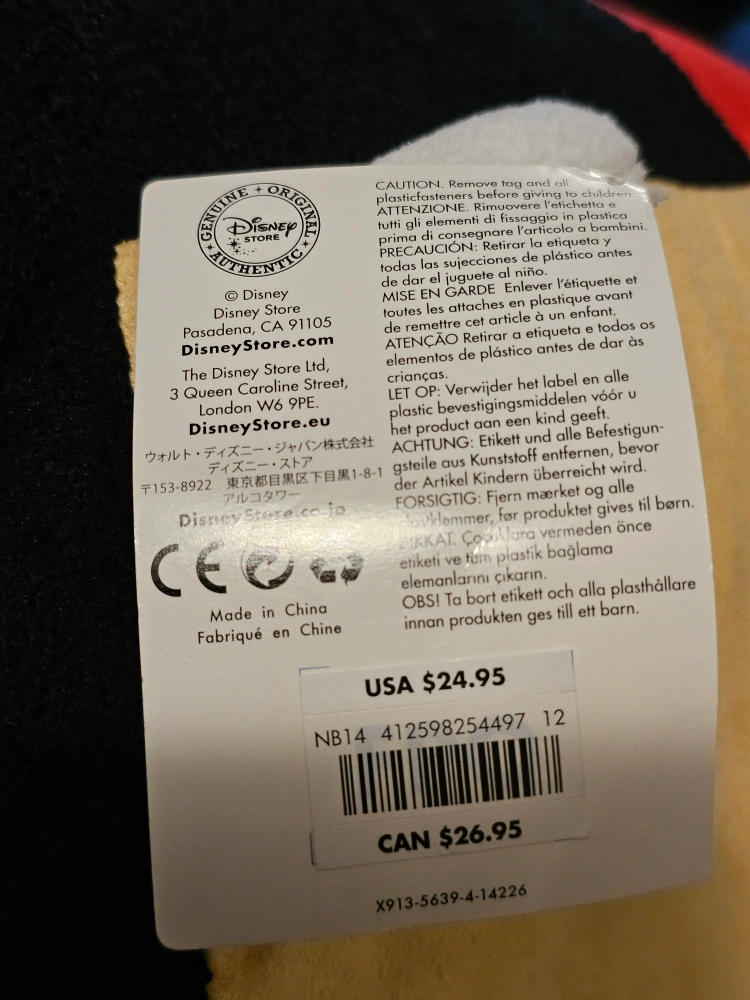 GENUINE • ORIGINAL
Disney
STORE
AUTHENTIC
© Disney
Disney Store
Pasadena, CA 91105
DisneyStore.com
The Disney Store Ltd,
3 Queen Caroline Street,
London W6 9PE.
DisneyStore.eu
ウォルト・ディズニー・ジャパン株式会社
ディズニー・ストア
〒153-8922 東京都目黒区下目黒1-8-1
アルコタワー
DisneyStore.co.jp
CE
Made in China
Fabriqué en Chine
CAUTION. Remove tag and all
plasticfasteners before giving to children.
ATTENZIONE. Rimuovere l'etichetta e
tutti gli elementi di fissaggio in plastica
prima di consegnare l'articolo a bambini.
PRECAUCIÓN: Retirar la etiqueta y
todas las sujecciones de plástico antes
de dar el juguete al niño.
MISE EN GARDE Enlever l'étiquette et
toutes les attaches en plastique avant
de remettre cet article à un enfant.
ATENÇÃO Retirar a etiqueta e todos os
elementos de plástico antes de dar às
crianças.
LET OP: Verwijder het label en alle
plastic bevestigingsmiddelen vóór u
het product aan een kind geeft.
ACHTUNG: Etikett und alle Befestigun-
gsteile aus Kunststoff entfernen, bevor
der Artikel Kindern überreicht wird.
FORSIGTIG: Fjern mærket og alle
plastklemmer, før produktet gives til børn.
DIKKAT. Çocuklara vermeden önce
etiketi ve tüm plastik bağlama
elemanlarını çıkarın.
OBS! Ta bort etikett och alla plasthållare
innan produkten ges till ett barn.
USA $24.95
NB14 412598254497 12
CAN $26.95
X913-5639-4-14226